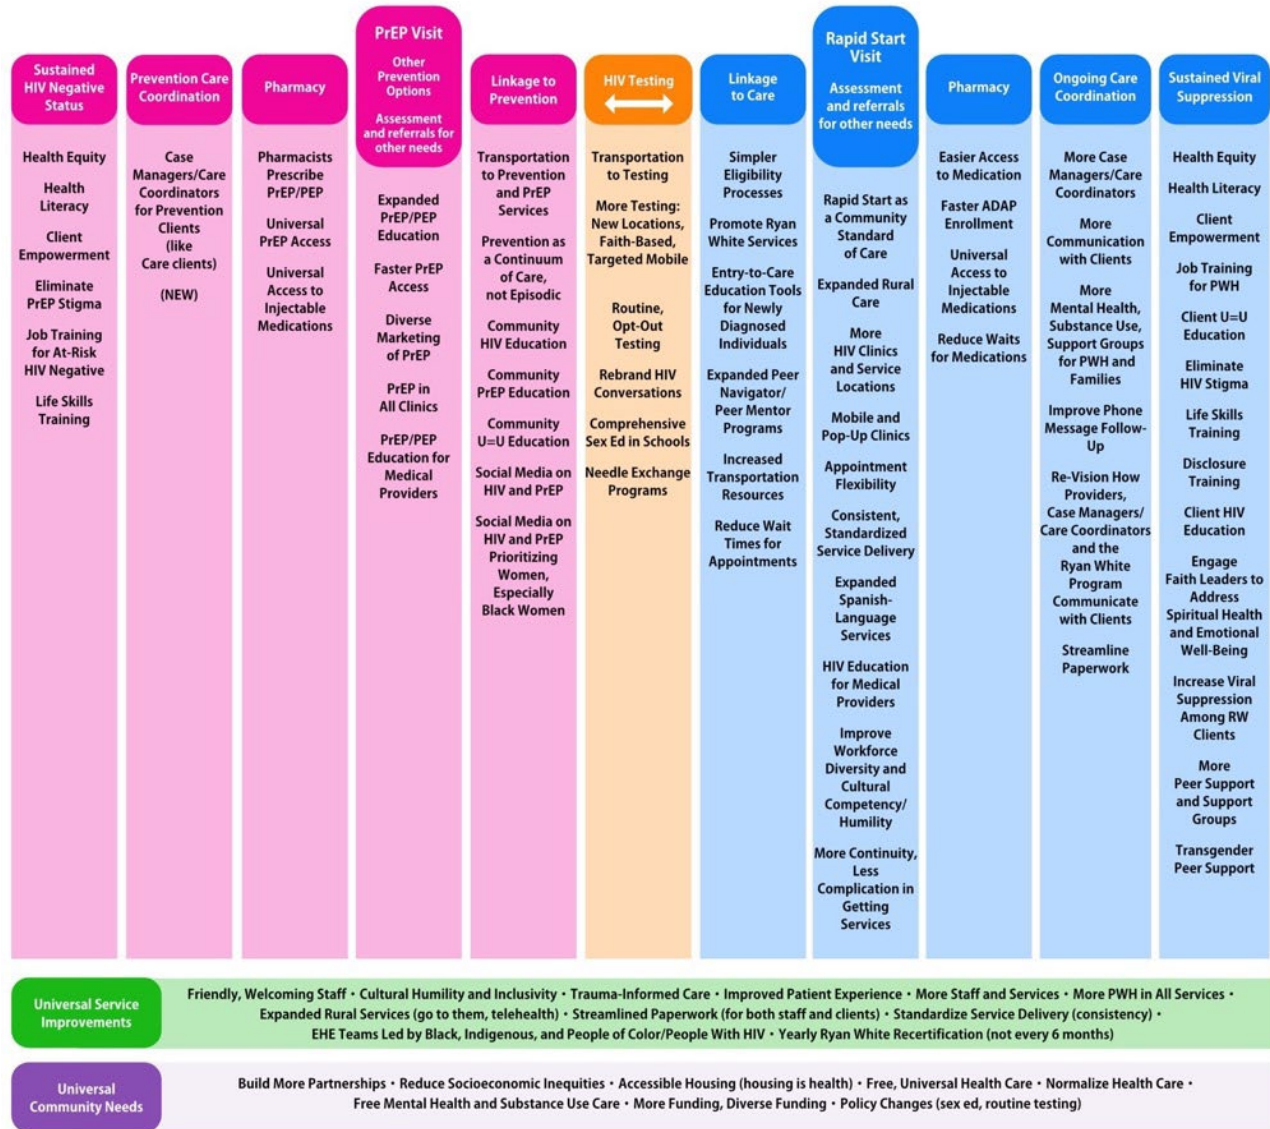 Sustained
HIV Negative
Status
Health Equity
Health
Literacy
Client
Empowerment
Eliminate
PrEP Stigma
Job Training
for At-Risk
HIV Negative
Life Skills
Training
Prevention Care
Coordination
Case
Managers/Care
Coordinators
for Prevention
Clients
(like
Care clients)
(NEW)
Pharmacy
Pharmacists
Prescribe
PrEP/PEP
Universal
PrEP Access
Universal
Access to
Injectable
Medications
PrEP Visit
Other
Prevention
Options
Assessment
and referrals for
other needs
Expanded
PrEP/PEP
Education
Faster PrEP
Access
Diverse
Marketing
of PrEP
PrEP in
All Clinics
PrEP/PEP
Education for
Medical
Providers
Linkage to
Prevention
Transportation
to Prevention
and PrEP
Services
Prevention as
a Continuum
of Care,
not Episodic
Community
HIV Education
Community
PrEP Education
Community
U=U Education
Social Media on
HIV and PrEP
Social Media on
HIV and PrEP
Prioritizing
Women,
Especially
Black Women
HIV Testing
Transportation
to Testing
More Testing:
New Locations,
Faith-Based,
Targeted Mobile
Routine,
Opt-Out
Testing
Rebrand HIV
Conversations
Comprehensive
Sex Ed in Schools
Needle Exchange
Programs
Linkage
to Care
Simpler
Eligibility
Processes
Promote Ryan
White Services
Entry-to-Care
Education Tools
for Newly
Diagnosed
Individuals
Expanded Peer
Navigator/
Peer Mentor
Programs
Increased
Transportation
Resources
Reduce Wait
Times for
Appointments
Rapid Start
Visit
Assessment
and referrals
for other needs
Rapid Start as
a Community
Standard
of Care
Expanded Rural
Care
More
HIV Clinics
and Service
Locations
Mobile and
Pop-Up Clinics
Appointment
Flexibility
Consistent,
Standardized
Service Delivery
Expanded
Spanish-
Language
Services
HIV Education
for Medical
Providers
Improve
Workforce
Diversity and
Cultural
Competency/
Humility
More Continuity,
Less
Complication in
Getting
Services
Pharmacy
Easier Access
to Medication
Faster ADAP
Enrollment
Universal
Access to
Injectable
Medications
Reduce Waits
for Medications
Ongoing Care
Coordination
More Case
Managers/Care
Coordinators
More
Communication
with Clients
More
Mental Health,
Substance Use,
Support Groups
for PWH and
Families
Improve Phone
Message Follow-
Up
Re-Vision How
Providers,
Case Managers/
Care Coordinators
and the
Ryan White
Program
Communicate
with Clients
Streamline
Paperwork
Sustained Viral
Suppression
Health Equity
Health Literacy
Client
Empowerment
Job Training
for PWH
Client U=U
Education
Eliminate
HIV Stigma
Life Skills
Training
Disclosure
Training
Client HIV
Education
Engage
Faith Leaders to
Address
Spiritual Health
and Emotional
Well-Being
Increase Viral
Suppression
Among RW
Clients
More
Peer Support
and Support
Groups
Transgender
Peer Support
Universal Service
Improvements
Friendly, Welcoming Staff • Cultural Humility and Inclusivity • Trauma-Informed Care • Improved Patient Experience • More Staff and Services • More PWH in All Services •
Expanded Rural Services (go to them, telehealth) • Streamlined Paperwork (for both staff and clients) • Standardize Service Delivery (consistency) •
EHE Teams Led by Black, Indigenous, and People of Color/People With HIV • Yearly Ryan White Recertification (not every 6 months)
Universal
Community Needs
Build More Partnerships • Reduce Socioeconomic Inequities • Accessible Housing (housing is health) • Free, Universal Health Care • Normalize Health Care •
Free Mental Health and Substance Use Care • More Funding, Diverse Funding • Policy Changes (sex ed, routine testing)